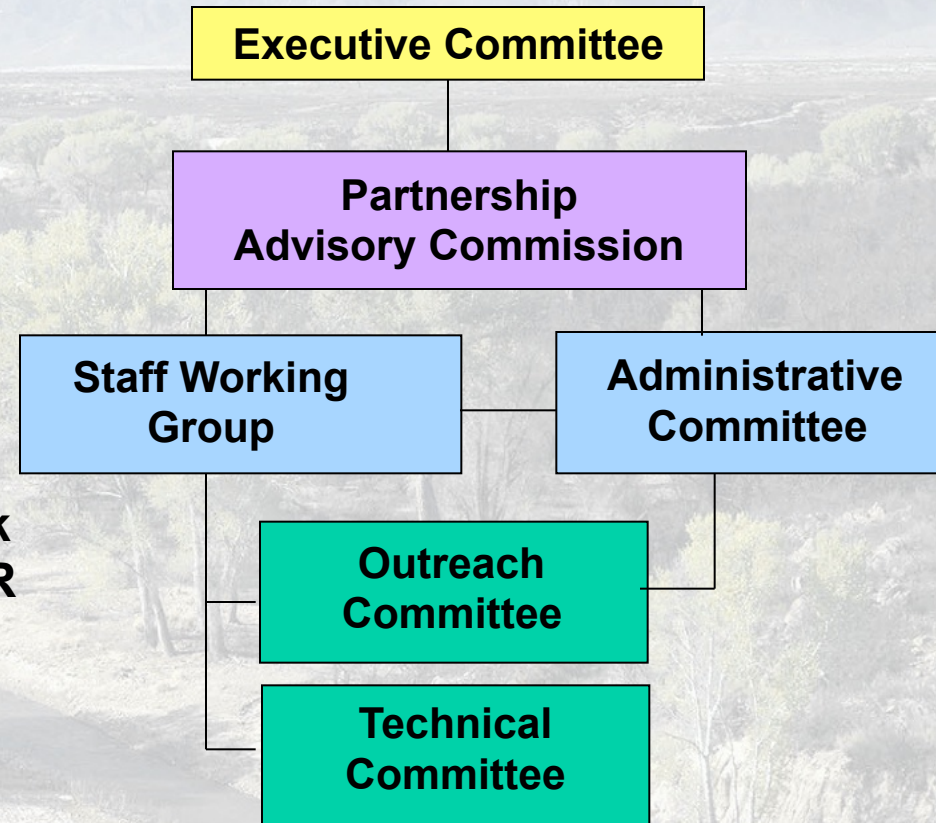 Executive Committee
Partnership
Advisory Commission
Staff Working
Group
Administrative
Committee
k
R
Outreach
Committee
Technical
Committee